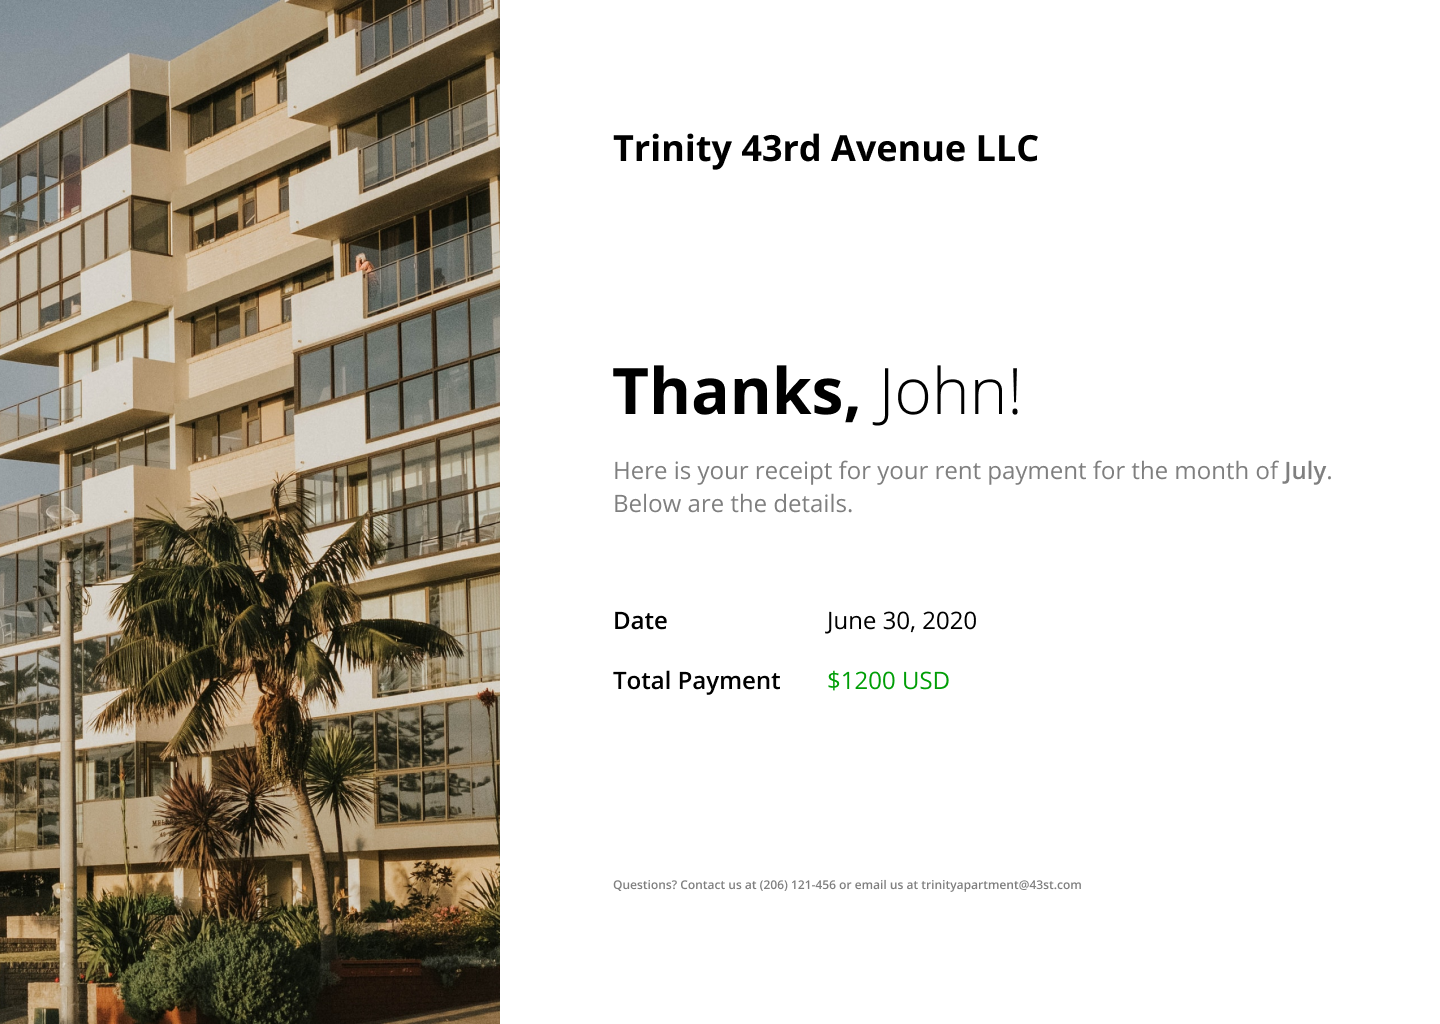 Trinity 43rd Avenue LLC
Thanks, John!
Here is your receipt for your rent payment for the month of July.
Below are the details.
Date June 30, 2020
Total Payment $1200 USD
Questions? Contact us at (206) 121-456 or email us at trinityapartment@43st.com